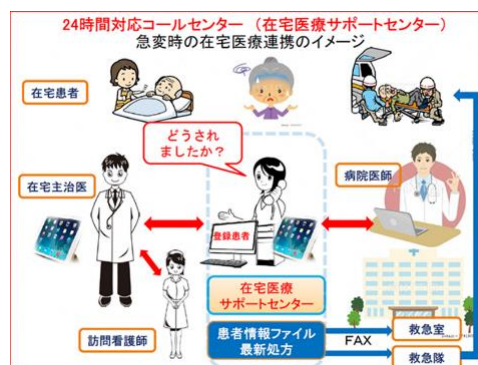 24時間対応コールセンター （在宅医療サポートセンター）
急変時の在宅医療連携のイメージ
在宅患者
どうされ
ましたか？
在宅主治医
病院医師
登録患者
在宅医療
サポートセンター
訪問看護師
患者情報ファイル
最新処方
FAX
救急室
救急隊